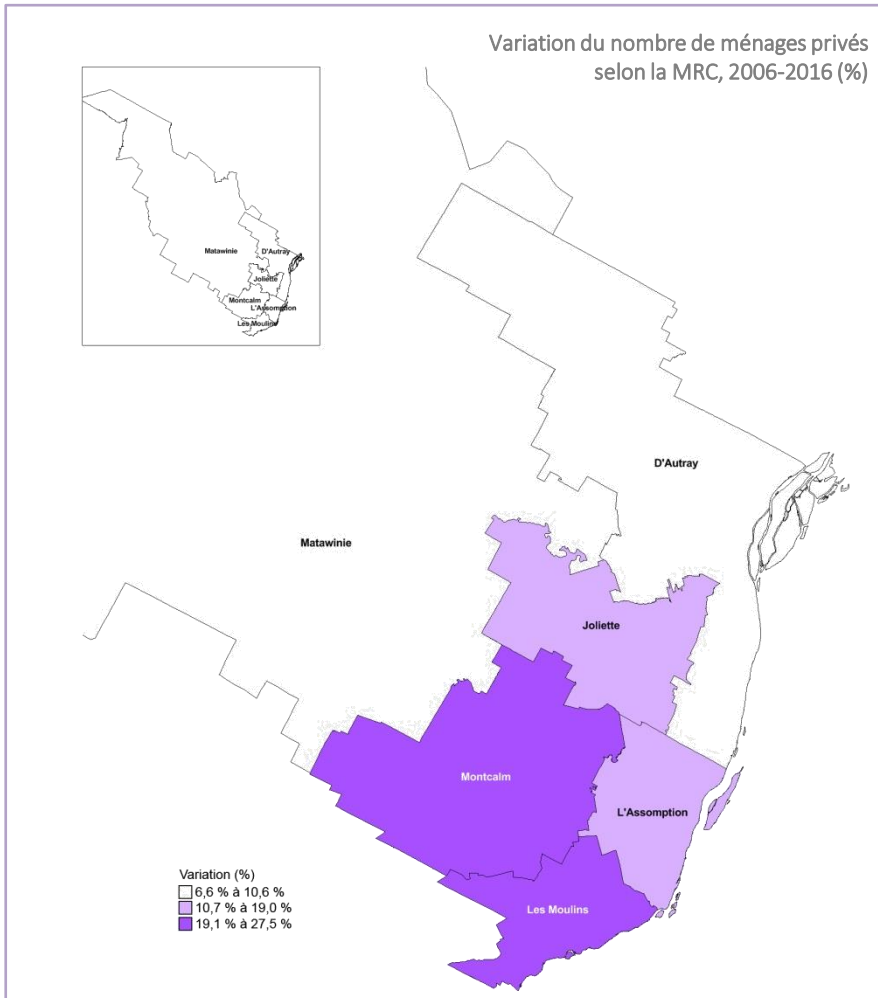 Variation du nombre de ménages privés
selon la MRC, 2006-2016 (%)
Matawinie
D'Autray
Joliette
Montcalm
L'Assomption
Les Moulins
D'Autray
Matawinie
Joliette
Montcalm
L'Assomption
Les Moulins
Variation (%)
6,6 % à 10,6 %
10,7 % à 19,0 %
19,1 % à 27,5 %